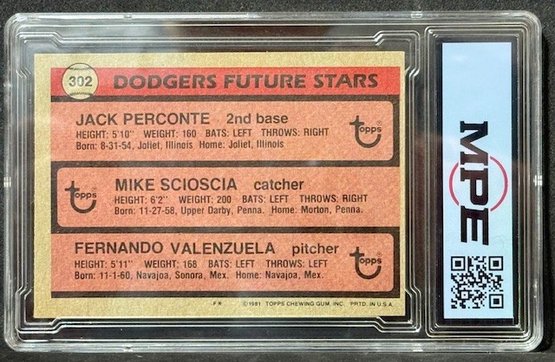 302 DODGERS FUTURE STARS
JACK PERCONTE 2nd base
HEIGHT: 5'10" WEIGHT: 160 BATS: LEFT THROWS: RIGHT
Born: 8-31-54, Joliet, Illinois Home: Joliet, Illinois
Topps
Topps
MIKE SCIOSCIA catcher
HEIGHT: 6'2" WEIGHT: 200 BATS: LEFT THROWS: RIGHT
Born: 11-27-58, Upper Darby, Penna. Home: Morton, Penna.
FERNANDO VALENZUELA pitcher
HEIGHT: 5'11" WEIGHT: 168 BATS: LEFT THROWS: LEFT
Born: 11-1-60, Navajoa, Sonora, Mex. Home: Navajoa, Mex.
Topps
F★ © 1981 TOPPS CHEWING GUM, INC. PRTD. IN U.S.A.
MPE